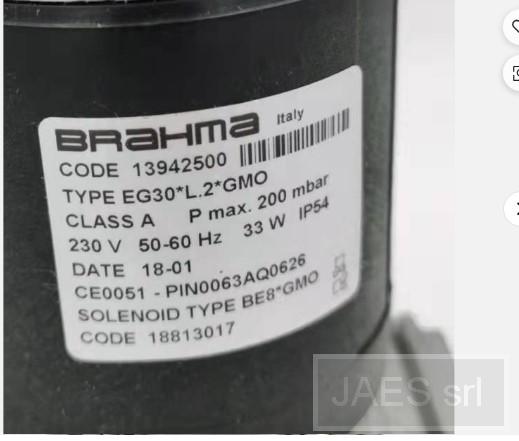 BRAHMA Italy
CODE 13942500
TYPE EG30*L.2*GMO
CLASS A P max. 200 mbar
230 V 50-60 Hz 33 W IP54
DATE 18-01
CE0051 - PIN0063AQ0626
SOLENOID TYPE BE8*GMO
CODE 18813017
JAES srl